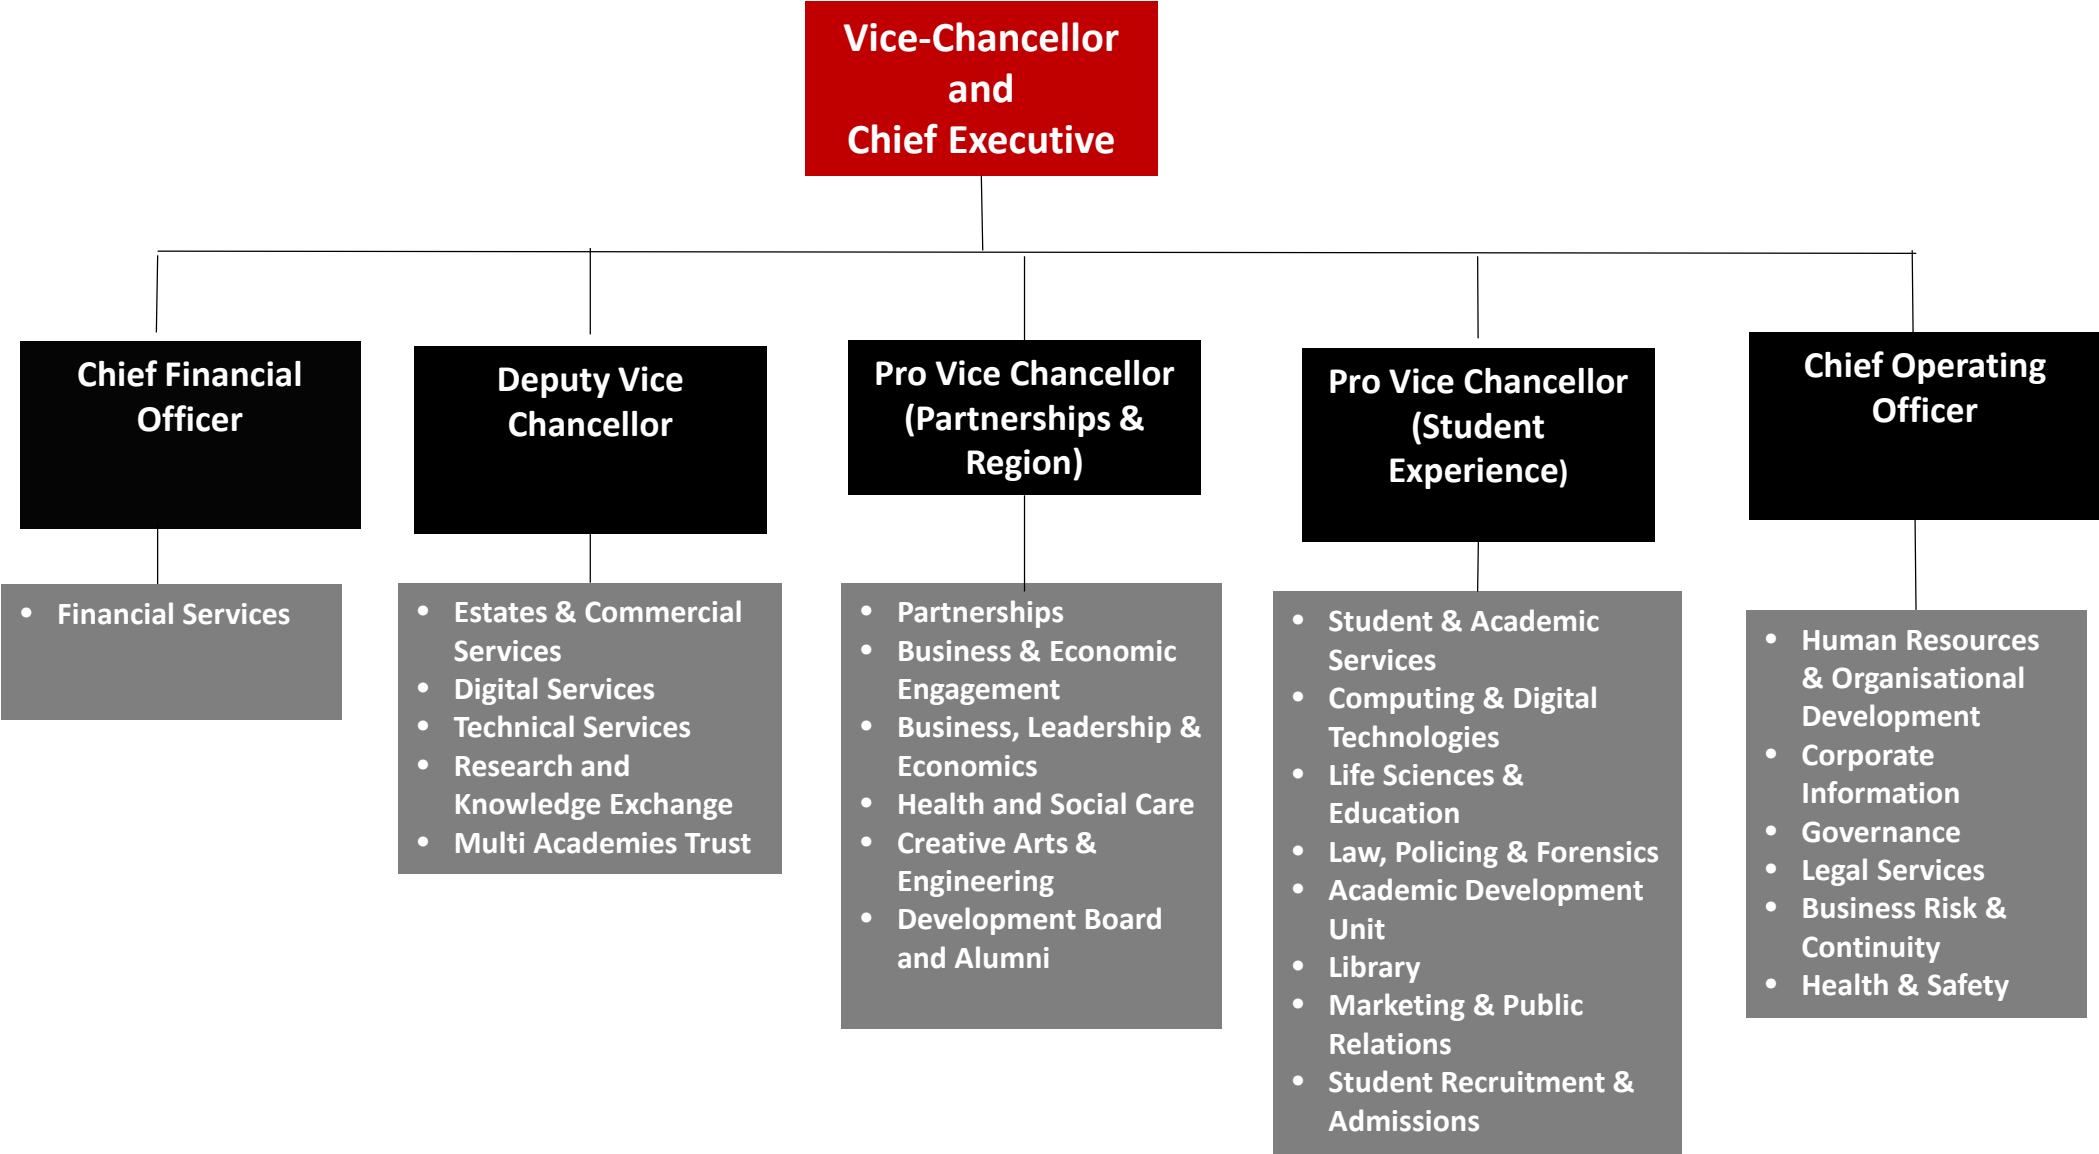 Vice-Chancellor
and
Chief Executive
Chief Financial
Officer
Deputy Vice
Chancellor
Pro Vice Chancellor
(Partnerships &
Region)
Pro Vice Chancellor
(Student
Experience)
Chief Operating
Officer
• Financial Services
• Estates & Commercial
Services
• Digital Services
• Technical Services
• Research and
Knowledge Exchange
• Multi Academies Trust
• Partnerships
• Business & Economic
Engagement
• Business, Leadership &
Economics
• Health and Social Care
• Creative Arts &
Engineering
• Development Board
and Alumni
• Student & Academic
Services
• Computing & Digital
Technologies
• Life Sciences &
Education
• Law, Policing & Forensics
• Academic Development
Unit
• Library
• Marketing & Public
Relations
• Student Recruitment &
Admissions
• Human Resources
& Organisational
Development
• Corporate
Information
• Governance
• Legal Services
• Business Risk &
Continuity
• Health & Safety